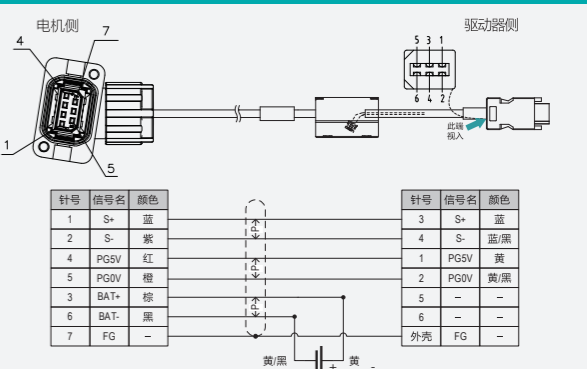 电机侧
驱动器侧
4
7
1
5
5 3 1
6 4 2
此端
视入
针号 信号名 颜色
1 S+ 蓝
2 S- 紫
4 PG5V 红
5 PG0V 橙
3 BAT+ 棕
6 BAT- 黑
7 FG –
P
P
P
针号 信号名 颜色
3 S+ 蓝
4 S- 蓝/黑
1 PG5V 黄
2 PG0V 黄/黑
5 – –
6 – –
外壳 FG –
黄/黑 + 黄 -